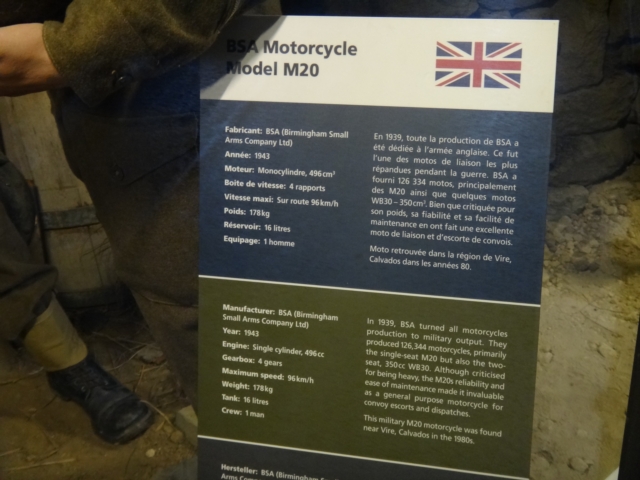 BSA Motorcycle
Model M20
Fabricant: BSA (Birmingham Small
Arms Company Ltd)
Année: 1943
Moteur: Monocylindre, 496cm³
Boite de vitesse: 4 rapports
Vitesse maxi: Sur route 96km/h
Poids: 178kg
Réservoir: 16 litres
Equipage: 1 homme
En 1939, toute la production de BSA a
été dédiée à l'armée anglaise. Ce fut
l'une des motos de liaison les plus
répandues pendant la guerre. BSA a
fourni 126 334 motos, principalement
des M20 ainsi que quelques motos
WB30 – 350cm³. Bien que critiquée pour
son poids, sa fiabilité et sa facilité de
maintenance en ont fait une excellente
moto de liaison et d'escorte de convois.
Moto retrouvée dans la région de Vire,
Calvados dans les années 80.
Manufacturer: BSA (Birmingham
Small Arms Company Ltd)
Year: 1943
Engine: Single cylinder, 496cc
Gearbox: 4 gears
Maximum speed: 96km/h
Weight: 178kg
Tank: 16 litres
Crew: 1 man
In 1939, BSA turned all motorcycles
production to military output. They
produced 126,344 motorcycles, primarily
the single-seat M20 but also the two-
seat, 350cc WB30. Although criticised
for being heavy, the M20s reliability and
ease of maintenance made it invaluable
as a general purpose motorcycle for
convoy escorts and dispatches.
This military M20 motorcycle was found
near Vire, Calvados in the 1980s.
Hersteller: BSA (Birmingham Small
Arms Company Ltd)